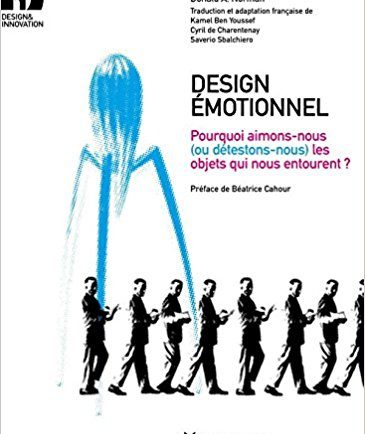 DESIGN&
INNOVATION
Donald A. Norman
Traduction et adaptation française de
Kamel Ben Youssef
Cyril de Charentenay
Saverio Sbalchiero
DESIGN
ÉMOTIONNEL
Pourquoi aimons-nous
(ou détestons-nous) les
objets qui nous entourent ?
Préface de Béatrice Cahour